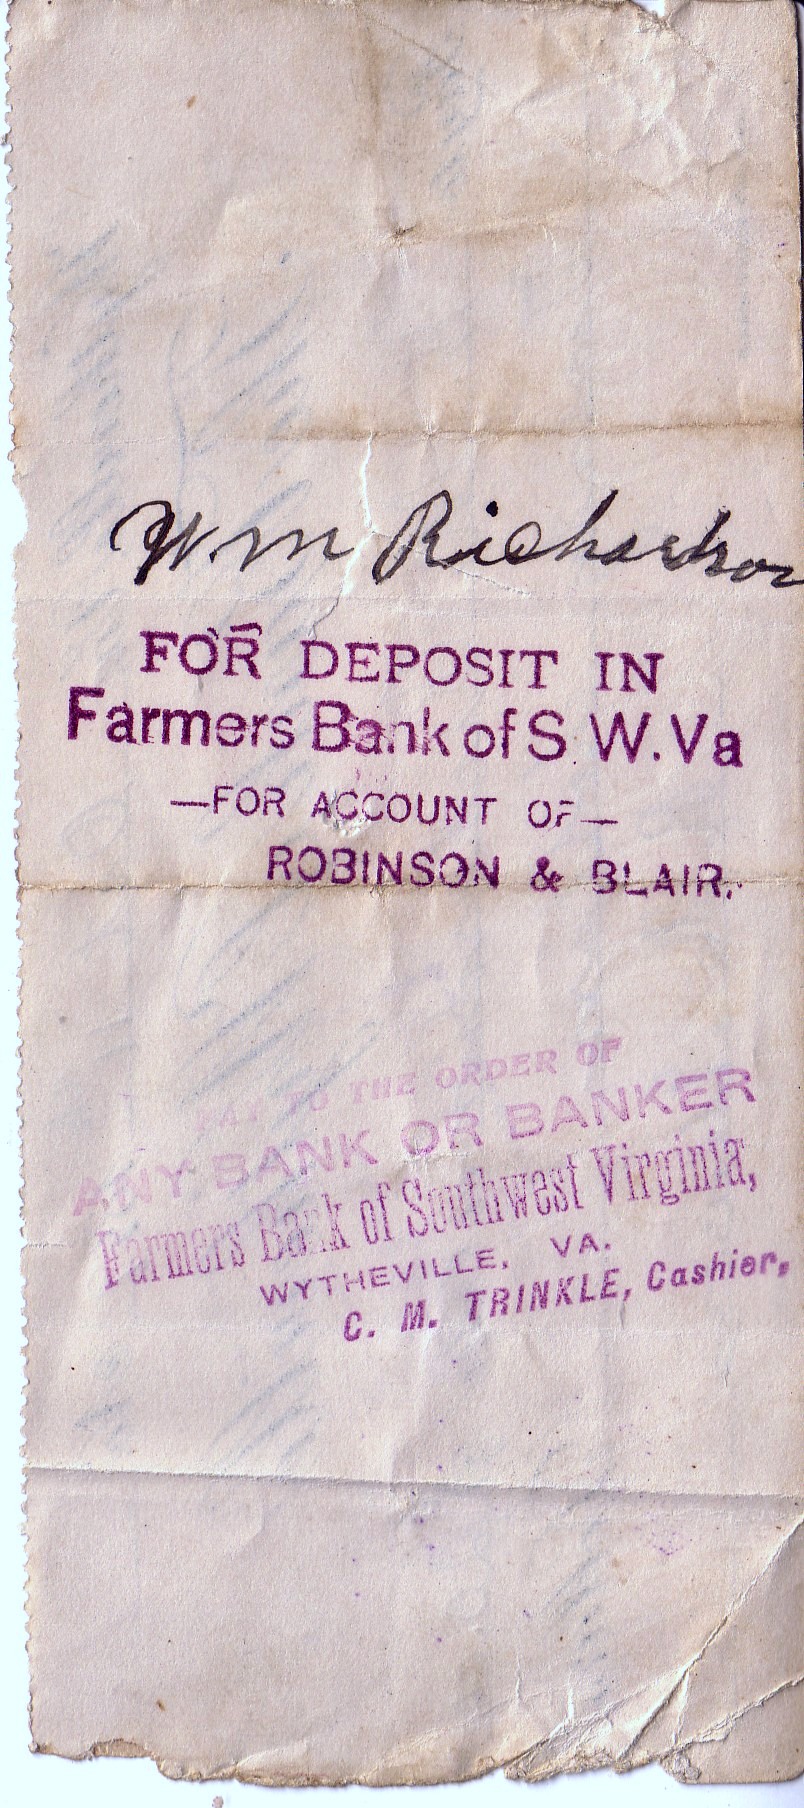 Wm Richardson
FOR DEPOSIT IN
Farmers Bank of S. W. Va
—FOR ACCOUNT OF—
ROBINSON & BLAIR.
PAY TO THE ORDER OF
ANY BANK OR BANKER
Farmers Bank of Southwest Virginia,
WYTHEVILLE, VA.
C. M. TRINKLE, Cashier.